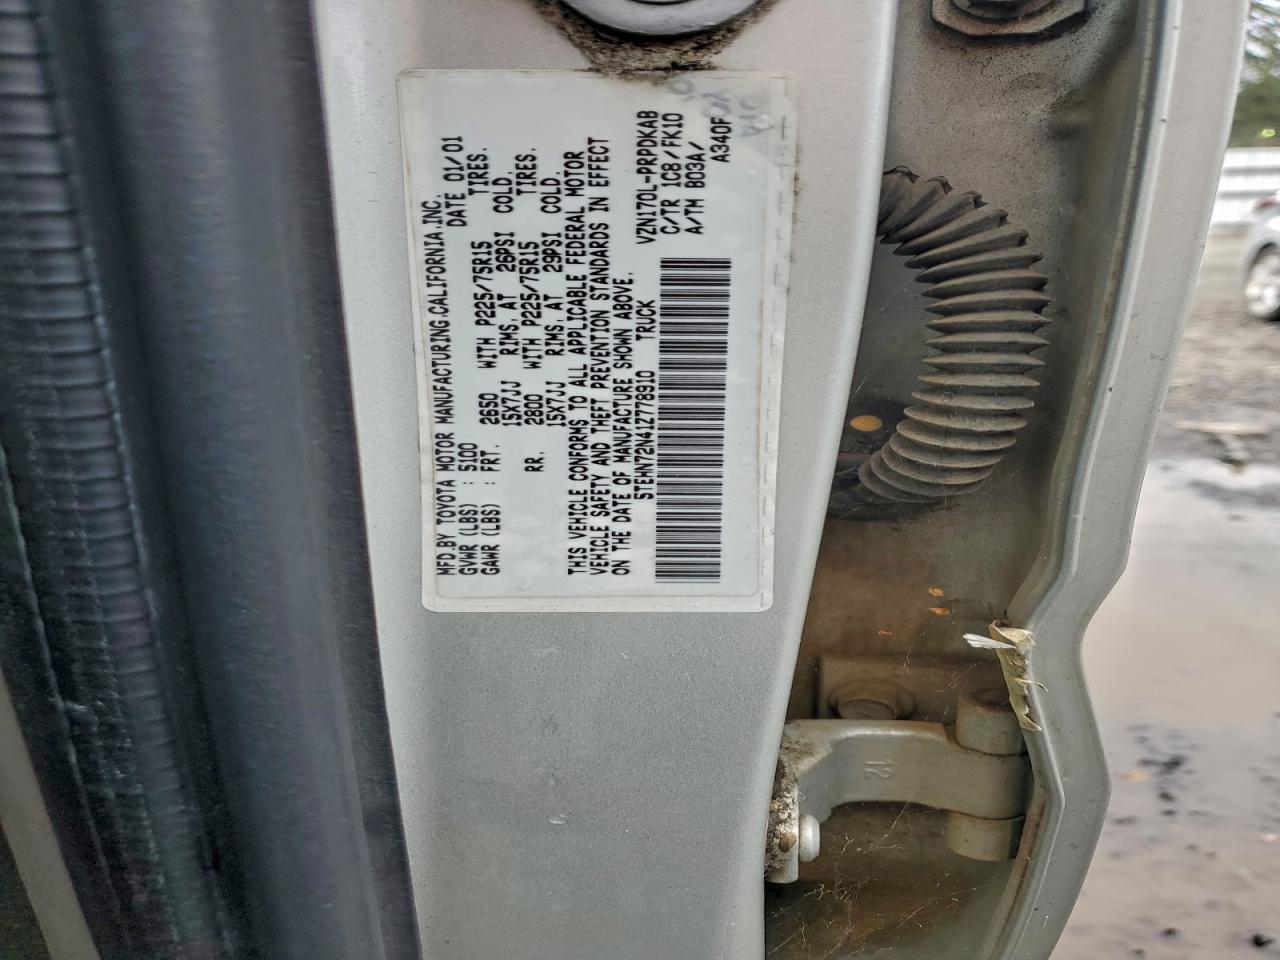 MFD.BY TOYOTA MOTOR MANUFACTURING.CALIFORNIA.INC.
GVWR (LBS) : 5100 DATE 01/01
GAWR (LBS) : FRT. 2650 WITH P225/75R15 TIRES.
15X7JJ RIMS, AT 26PSI COLD.
RR. 2800 WITH P225/75R15 TIRES.
15X7JJ RIMS, AT 29PSI COLD.
THIS VEHICLE CONFORMS TO ALL APPLICABLE FEDERAL MOTOR
VEHICLE SAFETY AND THEFT PREVENTION STANDARDS IN EFFECT
ON THE DATE OF MANUFACTURE SHOWN ABOVE.
5TEHN72N41Z778910 TRUCK
VZN170L-PRPDKAB
C/TR 1C8/FK10
A/TM B03A/
A340F
12